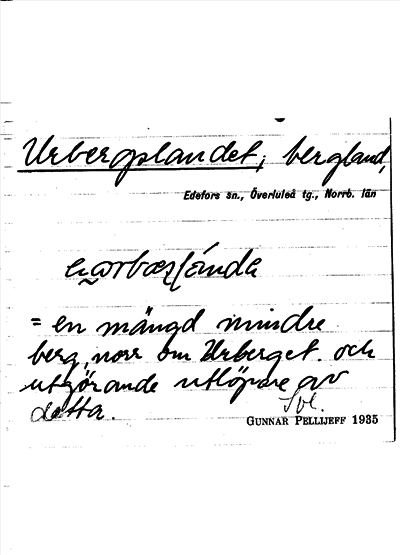 Urbergslandet, bergland,
Edefors sn., Överluleå tg., Norrb. län
= en mängd mindre
berg, norr om Urberget. och
utgörande utlöpare av
detta.
GUNNAR PELLIJEFF 1935